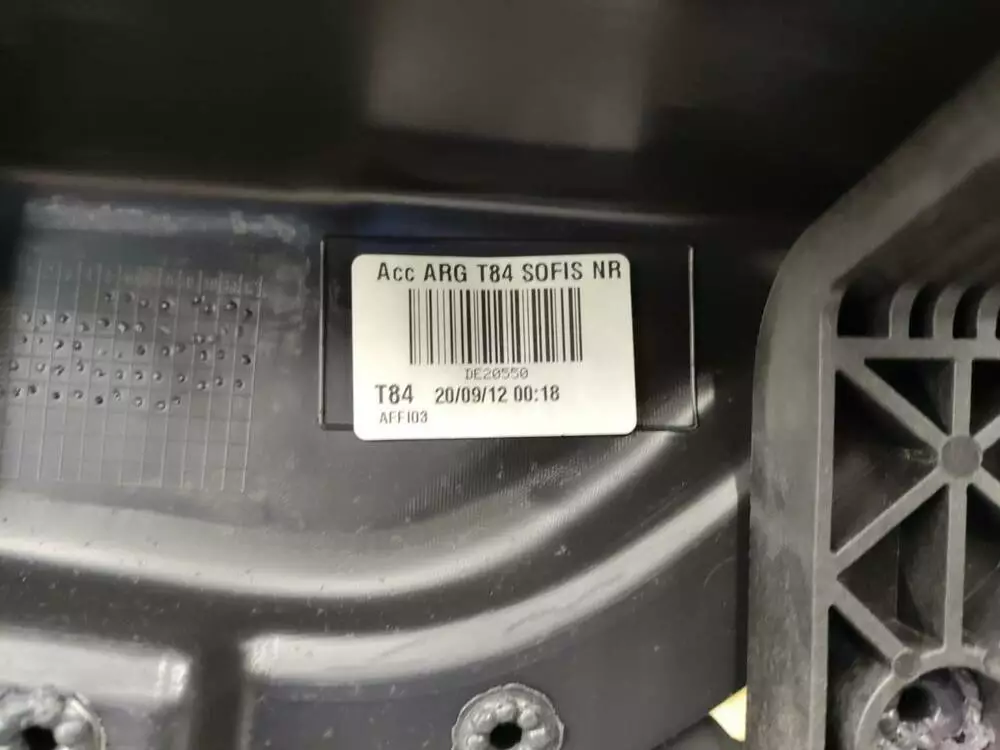 Acc ARG T84 SOFIS NR
DE20550
T84 20/09/12 00:18
AFFI03